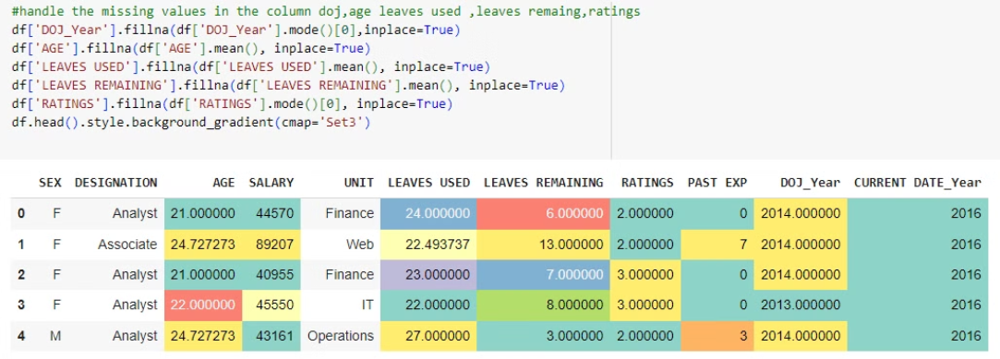 #handle the missing values in the column doj,age leaves used ,leaves remaing,ratings
df['DOJ_Year'].fillna(df['DOJ_Year'].mode()[0],inplace=True)
df['AGE'].fillna(df['AGE'].mean(), inplace=True)
df['LEAVES USED'].fillna(df['LEAVES USED'].mean(), inplace=True)
df['LEAVES REMAINING'].fillna(df['LEAVES REMAINING'].mean(), inplace=True)
df['RATINGS'].fillna(df['RATINGS'].mode()[0], inplace=True)
df.head().style.background_gradient(cmap='Set3')
SEX DESIGNATION AGE SALARY UNIT LEAVES USED LEAVES REMAINING RATINGS PAST EXP DOJ_Year CURRENT DATE_Year
0 F Analyst 21.000000 44570 Finance 24.000000 6.000000 2.000000 0 2014.000000 2016
1 F Associate 24.727273 89207 Web 22.493737 13.000000 2.000000 7 2014.000000 2016
2 F Analyst 21.000000 40955 Finance 23.000000 7.000000 3.000000 0 2014.000000 2016
3 F Analyst 22.000000 45550 IT 22.000000 8.000000 3.000000 0 2013.000000 2016
4 M Analyst 24.727273 43161 Operations 27.000000 3.000000 2.000000 3 2014.000000 2016